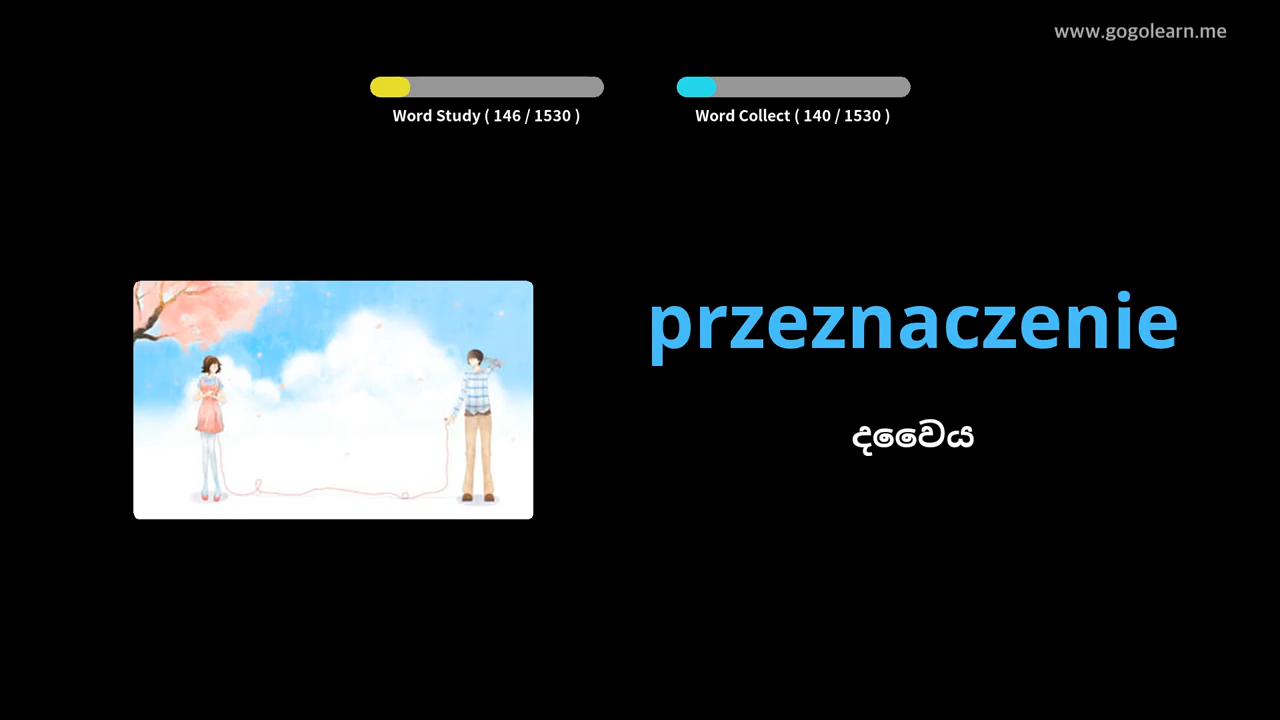 www.gogolearn.me
Word Study ( 146 / 1530 )
Word Collect ( 140 / 1530 )
przeznaczenie
දෛවය